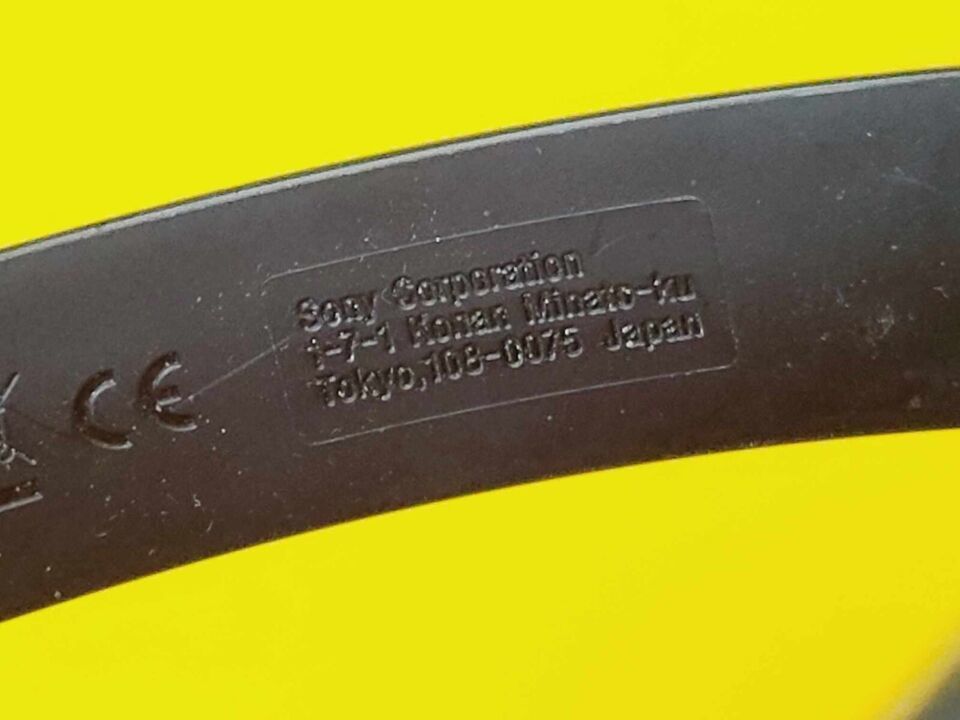 Sony Corporation
1-7-1 Konan Minato-ku
Tokyo,108-0075 Japan
CE